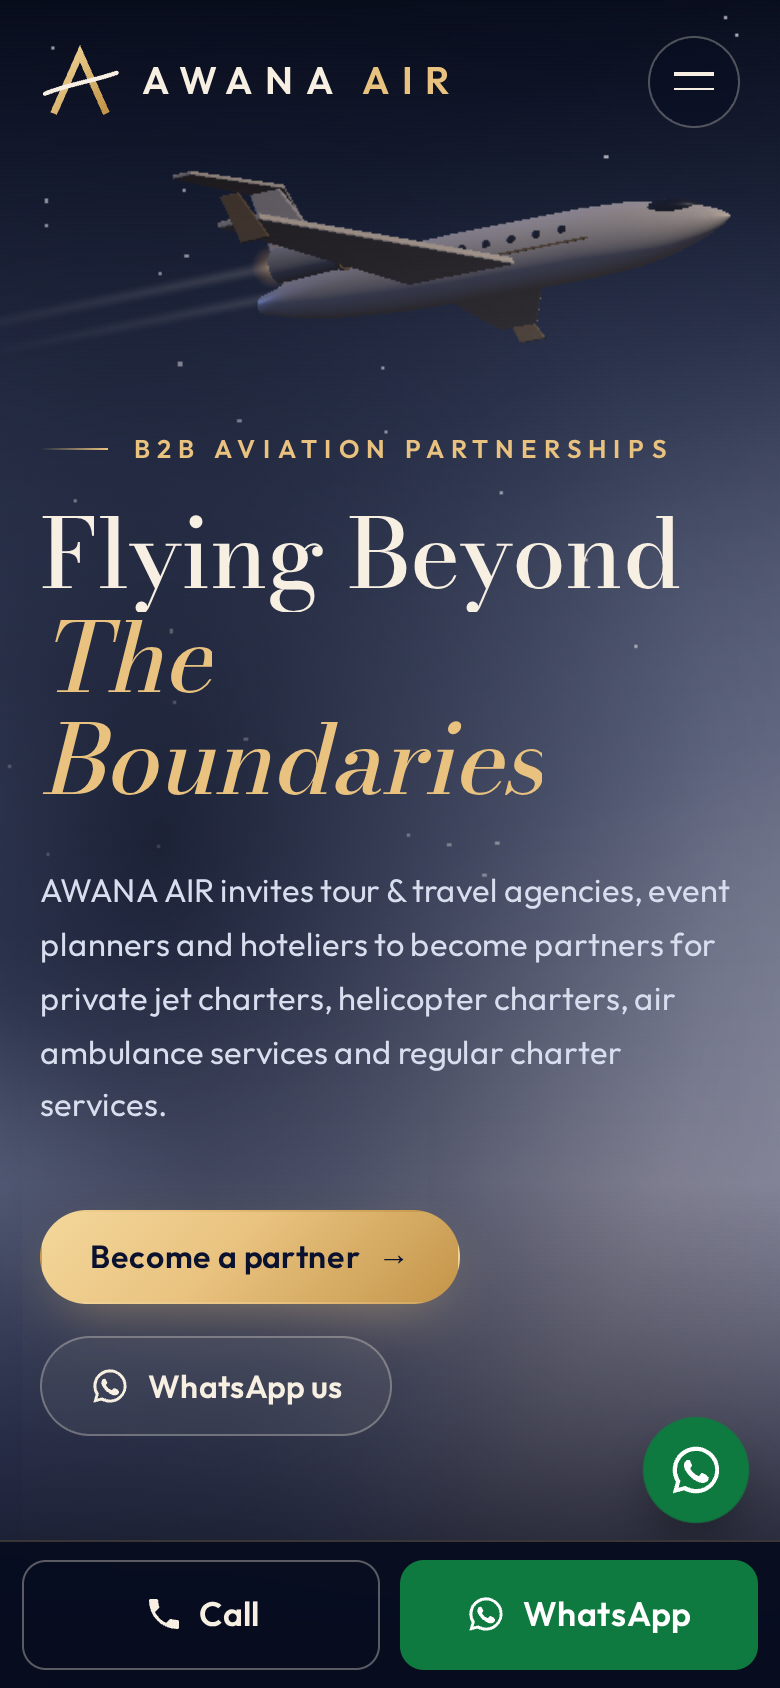 AWANA AIR
B2B AVIATION PARTNERSHIPS
Flying Beyond
The
Boundaries
AWANA AIR invites tour & travel agencies, event
planners and hoteliers to become partners for
private jet charters, helicopter charters, air
ambulance services and regular charter
services.
Become a partner →
WhatsApp us
Call
WhatsApp